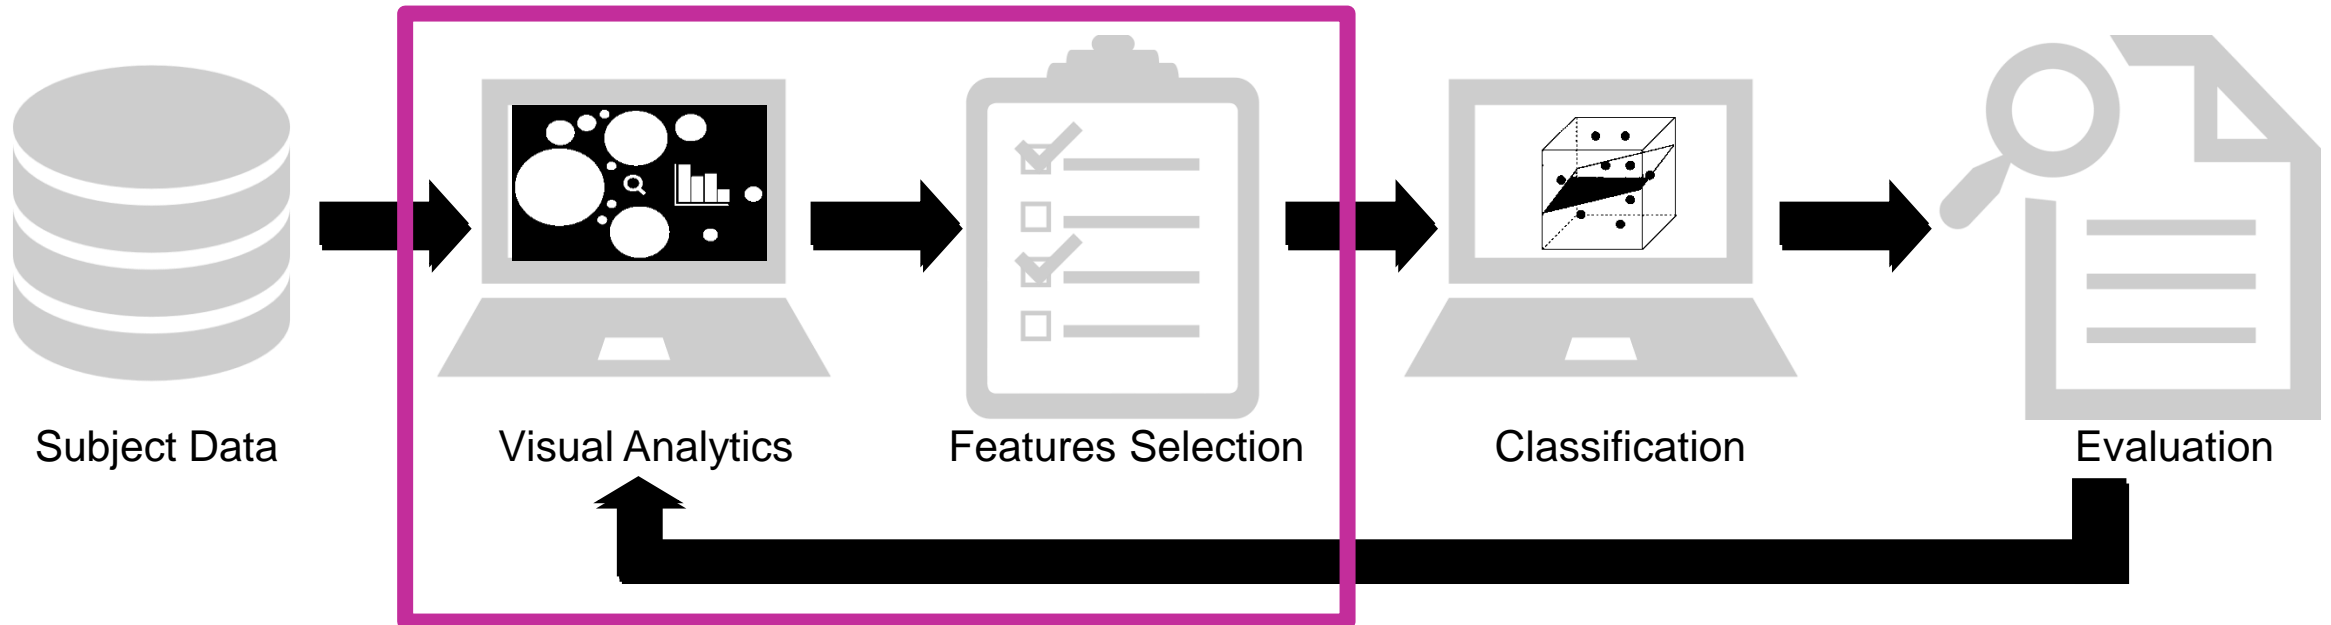 Subject Data
Visual Analytics
Features Selection
Classification
Evaluation